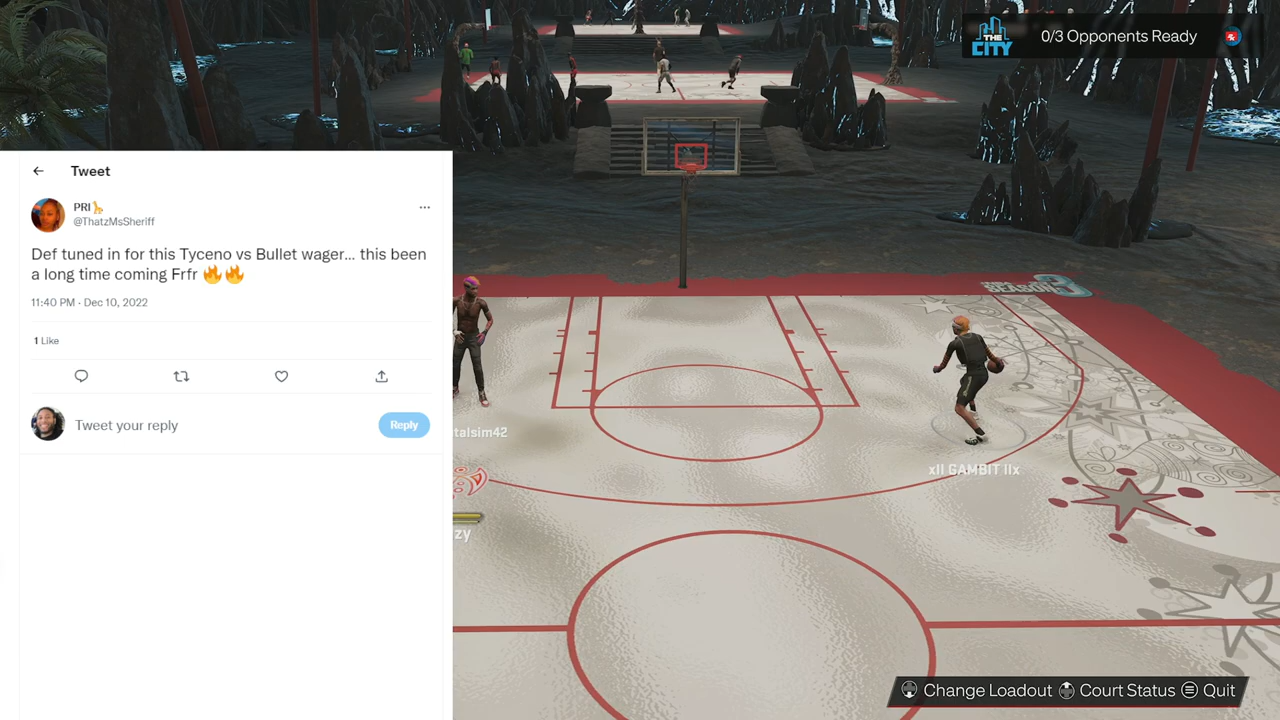 THE CITY
0/3 Opponents Ready
Tweet
PRI
@ThatzMsSheriff
Def tuned in for this Tyceno vs Bullet wager... this been
a long time coming Frfr 🔥🔥
11:40 PM · Dec 10, 2022
1 Like
Tweet your reply
Reply
SEASON 3
talsim42
xII GAMBIT IIx
zy
Change Loadout
Court Status
Quit